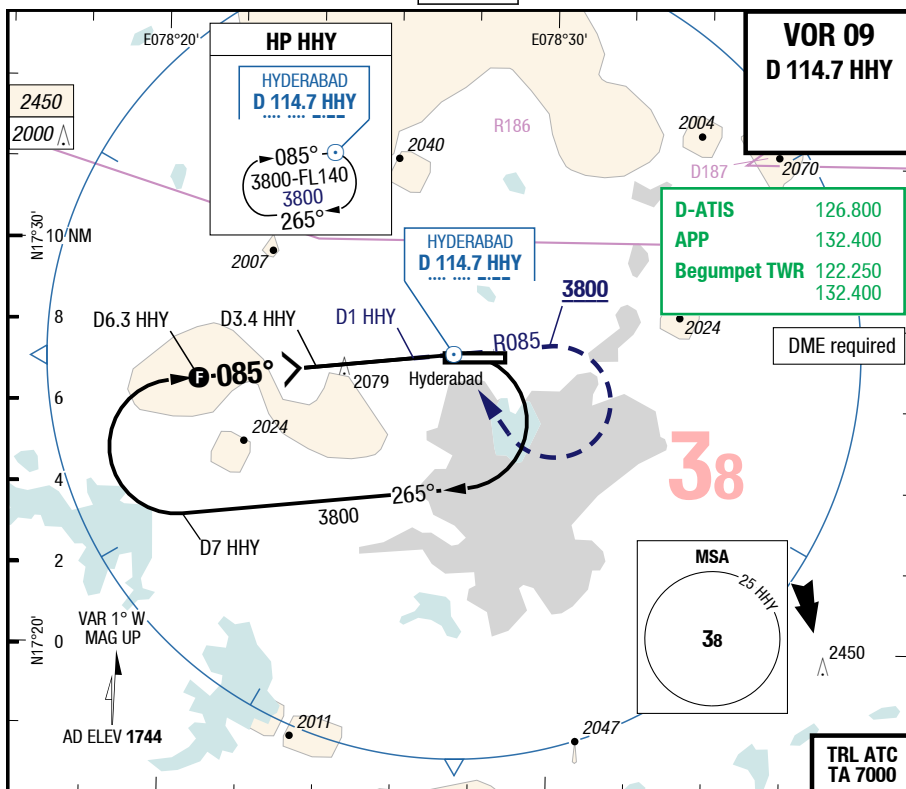 E078°20'
E078°30'
HP HHY
HYDERABAD
D 114.7 HHY
085°
3800-FL140
3800
265°
VOR 09
D 114.7 HHY
2450
2000
R186
2004
2040
D187
2070
D-ATIS 126.800
APP 132.400
Begumpet TWR 122.250
132.400
N17°30'
10 NM
2007
HYDERABAD
D 114.7 HHY
3800
2024
DME required
8
D6.3 HHY
D3.4 HHY
D1 HHY
R085
F
085°
2079
Hyderabad
6
2024
38
4
265°
3800
D7 HHY
2
MSA
25 HHY
38
VAR 1° W
MAG UP
N17°20'
0
2450
AD ELEV 1744
2011
2047
TRL ATC
TA 7000